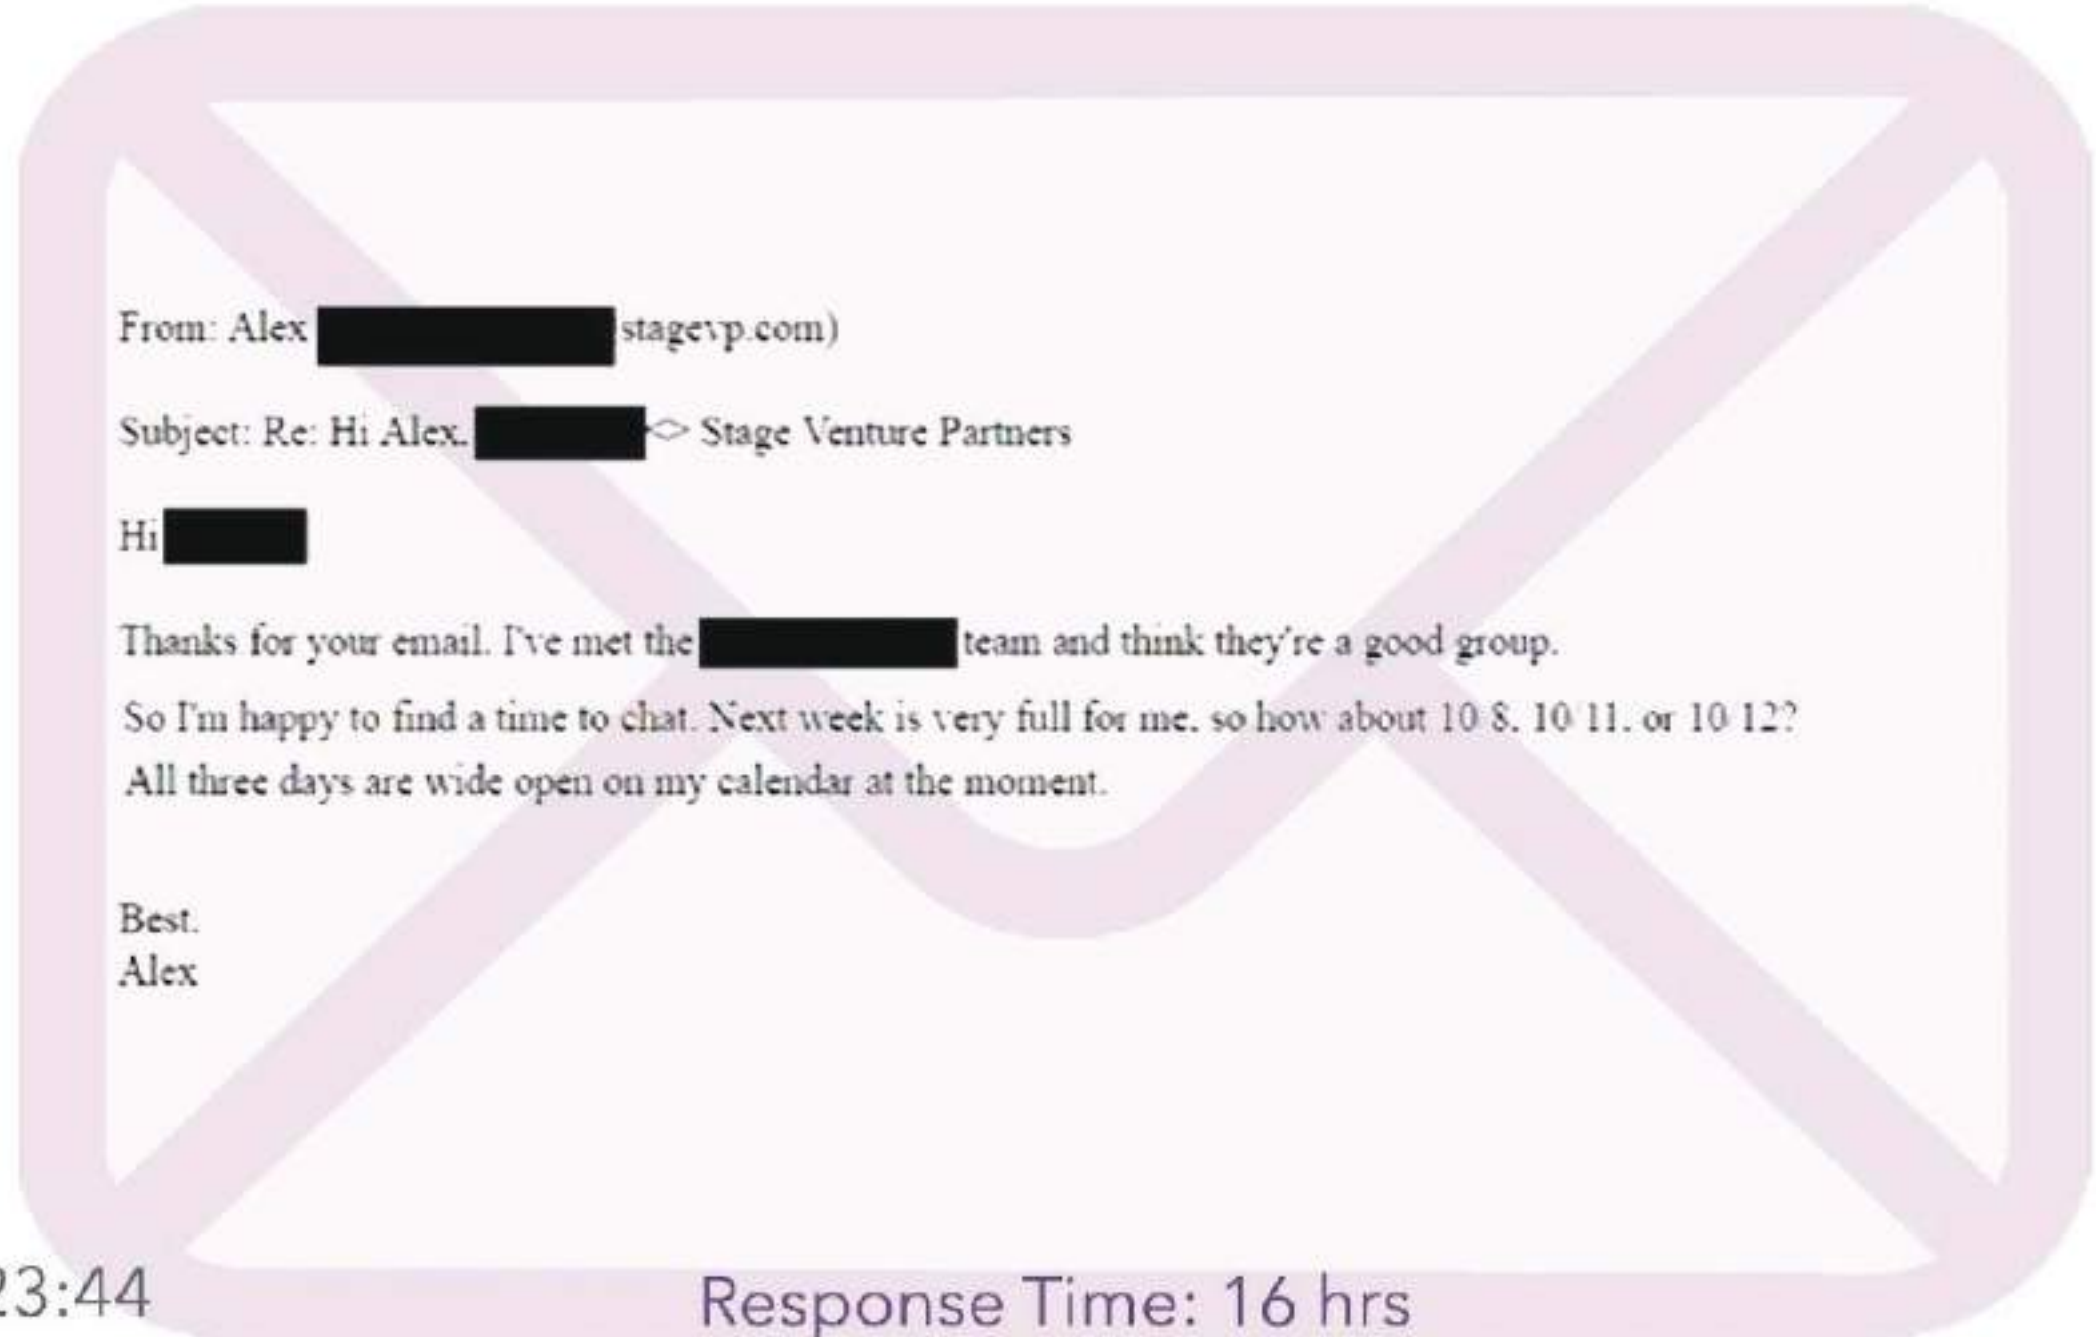 From: Alex stagevp.com)
Subject: Re: Hi Alex. <> Stage Venture Partners
Hi
Thanks for your email. I've met the team and think they're a good group.
So I'm happy to find a time to chat. Next week is very full for me, so how about 10/8, 10/11, or 10/12?
All three days are wide open on my calendar at the moment.
Best,
Alex
23:44
Response Time: 16 hrs